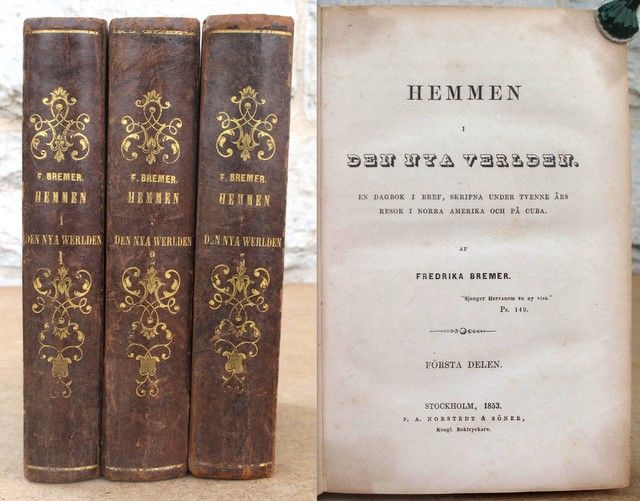 F. BREMER.
HEMMEN
I
DEN NYA WERLDEN
1
F. BREMER.
HEMMEN
I
DEN NYA WERLDEN
F. BREMER.
HEMMEN
I
DEN NYA WERLDEN
HEMMEN
I
DEN NYA VERLDEN.
EN DAGBOK I BREF, SKRIFNA UNDER TVENNE ÅRS
RESOR I NORRA AMERIKA OCH PÅ CUBA.
AF
FREDRIKA BREMER.
"Sjunger Herranom en ny visa."
Ps. 149.
FÖRSTA DELEN.
STOCKHOLM, 1853.
P. A. NORSTEDT & SÖNER,
Kongl. Boktryckare.